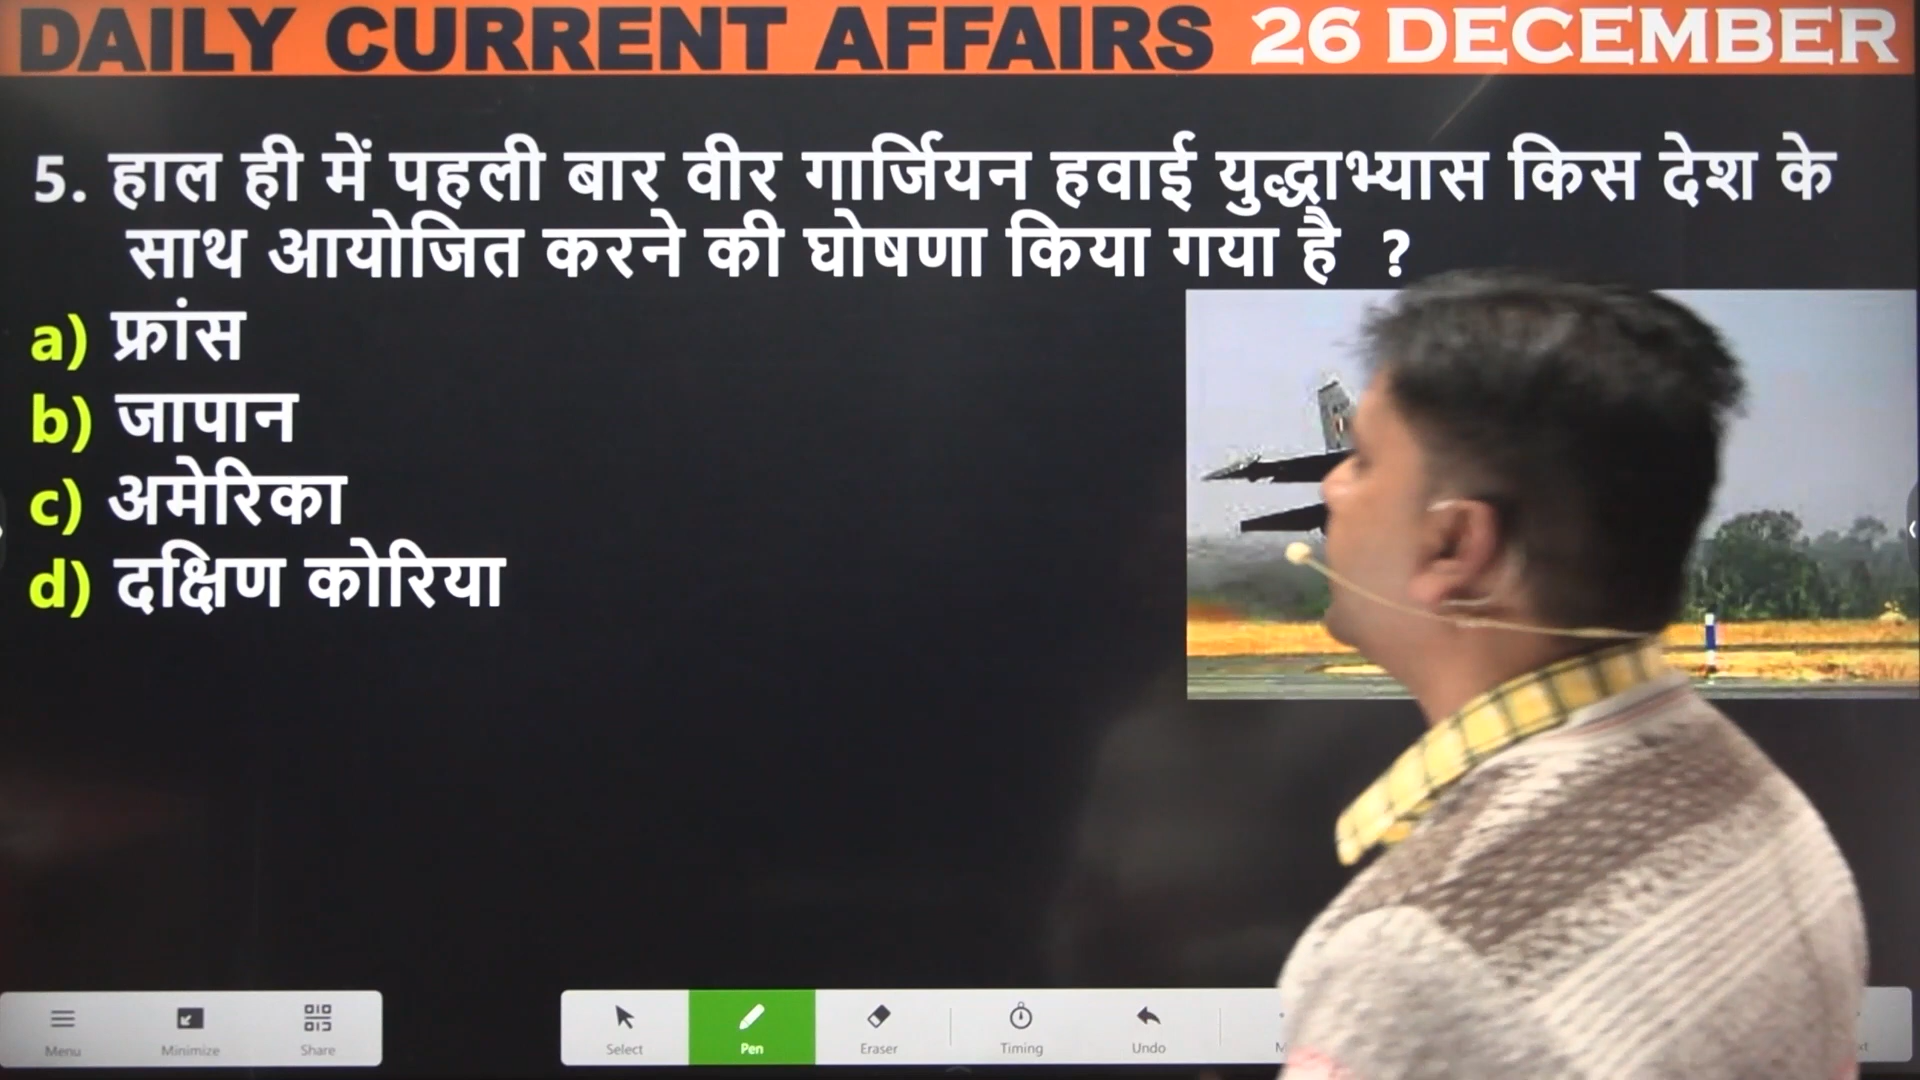 DAILY CURRENT AFFAIRS 26 DECEMBER
5. हाल ही में पहली बार वीर गार्जियन हवाई युद्धाभ्यास किस देश के
साथ आयोजित करने की घोषणा किया गया है ?
a) फ्रांस
b) जापान
c) अमेरिका
d) दक्षिण कोरिया
Menu Minimize Share Select Pen Eraser Timing Undo